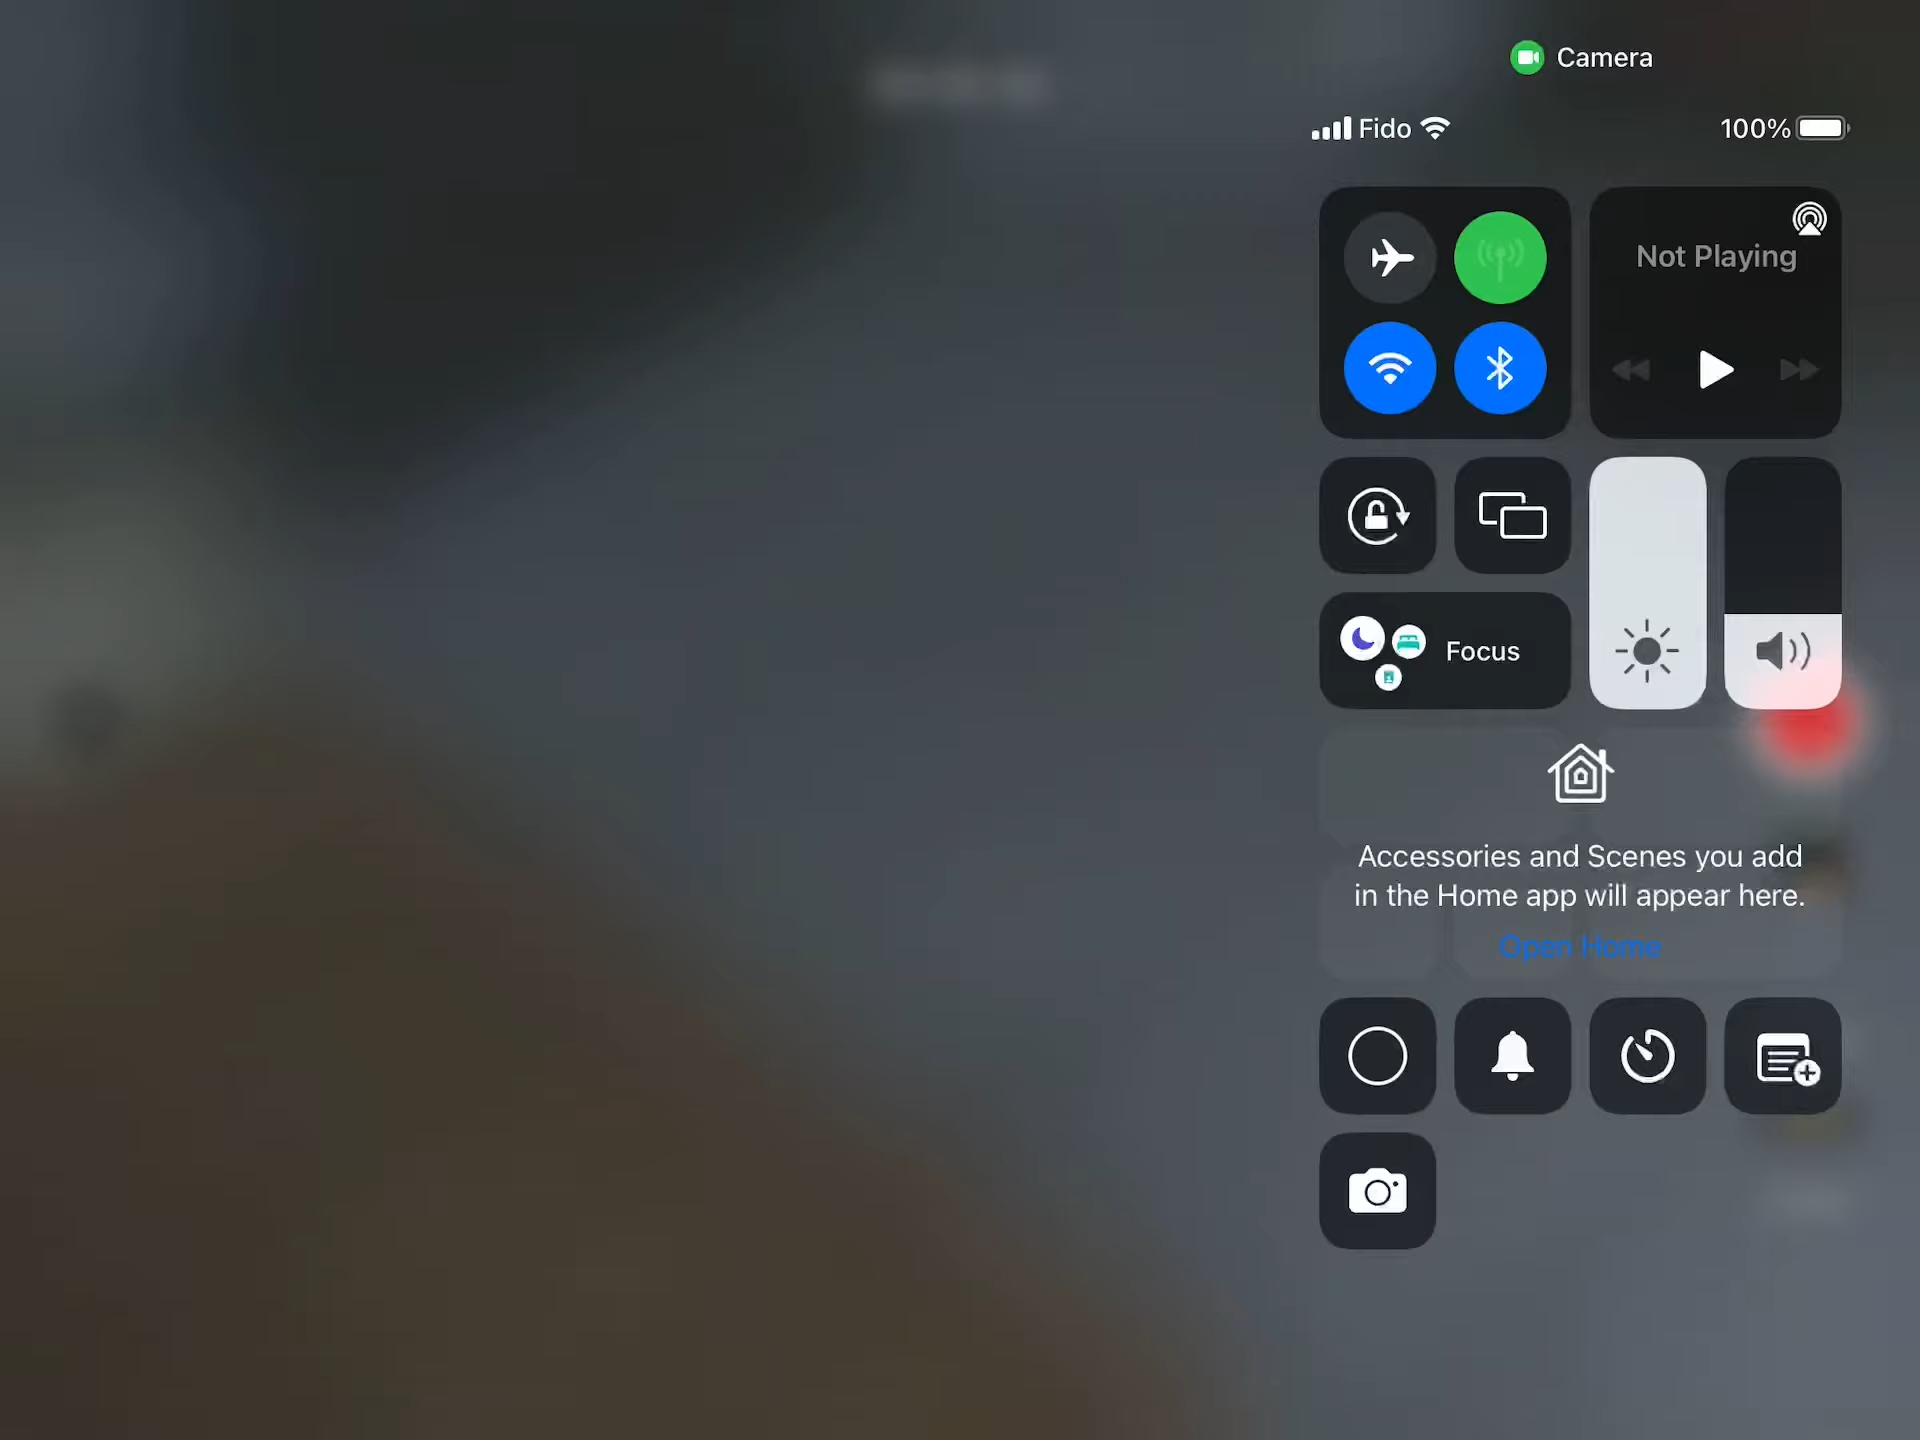 Camera
Fido
100%
Not Playing
Focus
Accessories and Scenes you add
in the Home app will appear here.
Open Home